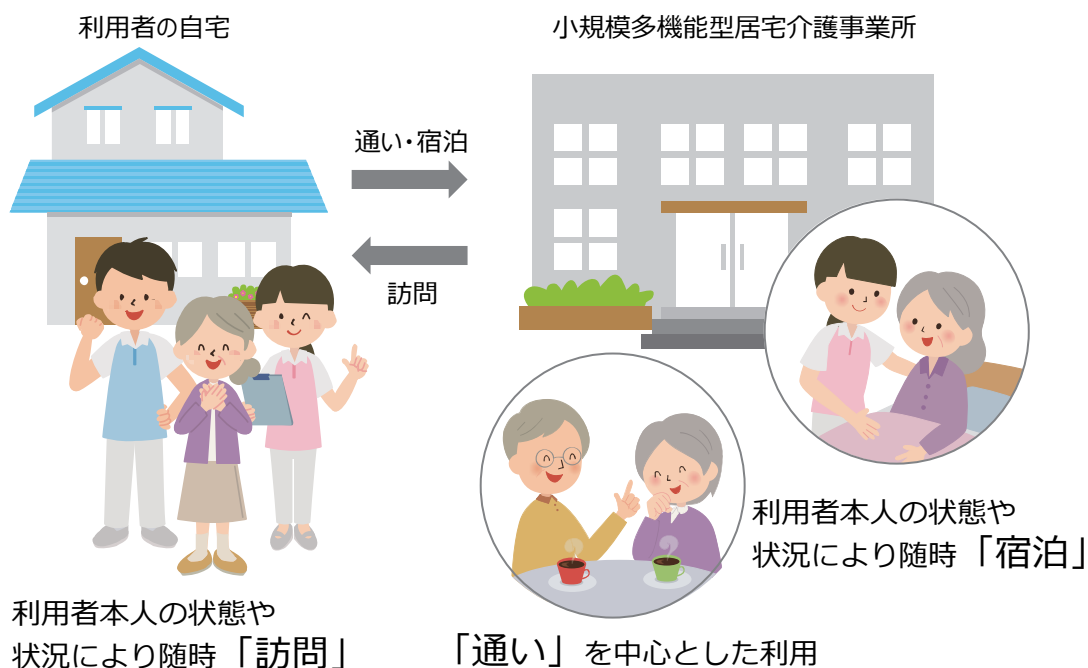 利用者の自宅
小規模多機能型居宅介護事業所
通い・宿泊
訪問
利用者本人の状態や
状況により随時「宿泊」
利用者本人の状態や
状況により随時「訪問」
「通い」を中心とした利用